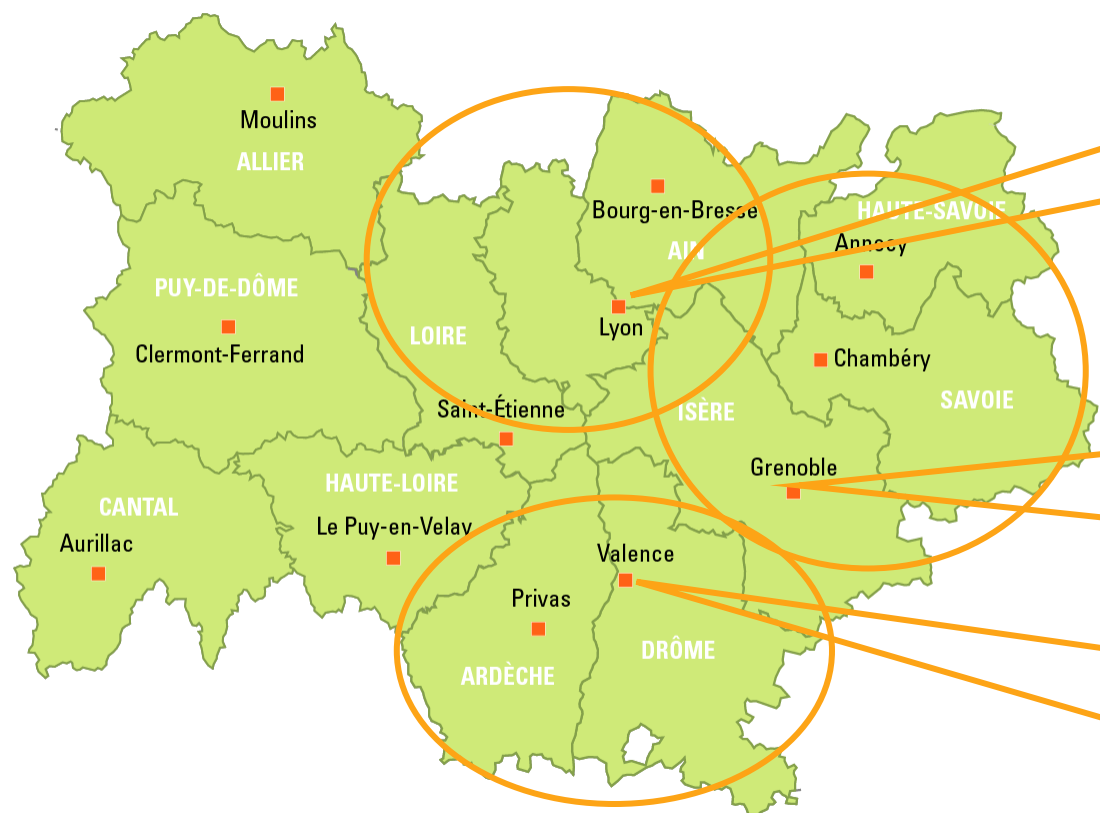 Moulins
ALLIER
Bourg-en-Bresse
HAUTE-SAVOIE
AIN
Annecy
PUY-DE-DÔME
Clermont-Ferrand
LOIRE
Lyon
Chambéry
SAVOIE
Saint-Étienne
ISÈRE
Grenoble
HAUTE-LOIRE
CANTAL
Le Puy-en-Velay
Aurillac
Valence
Privas
DRÔME
ARDÈCHE